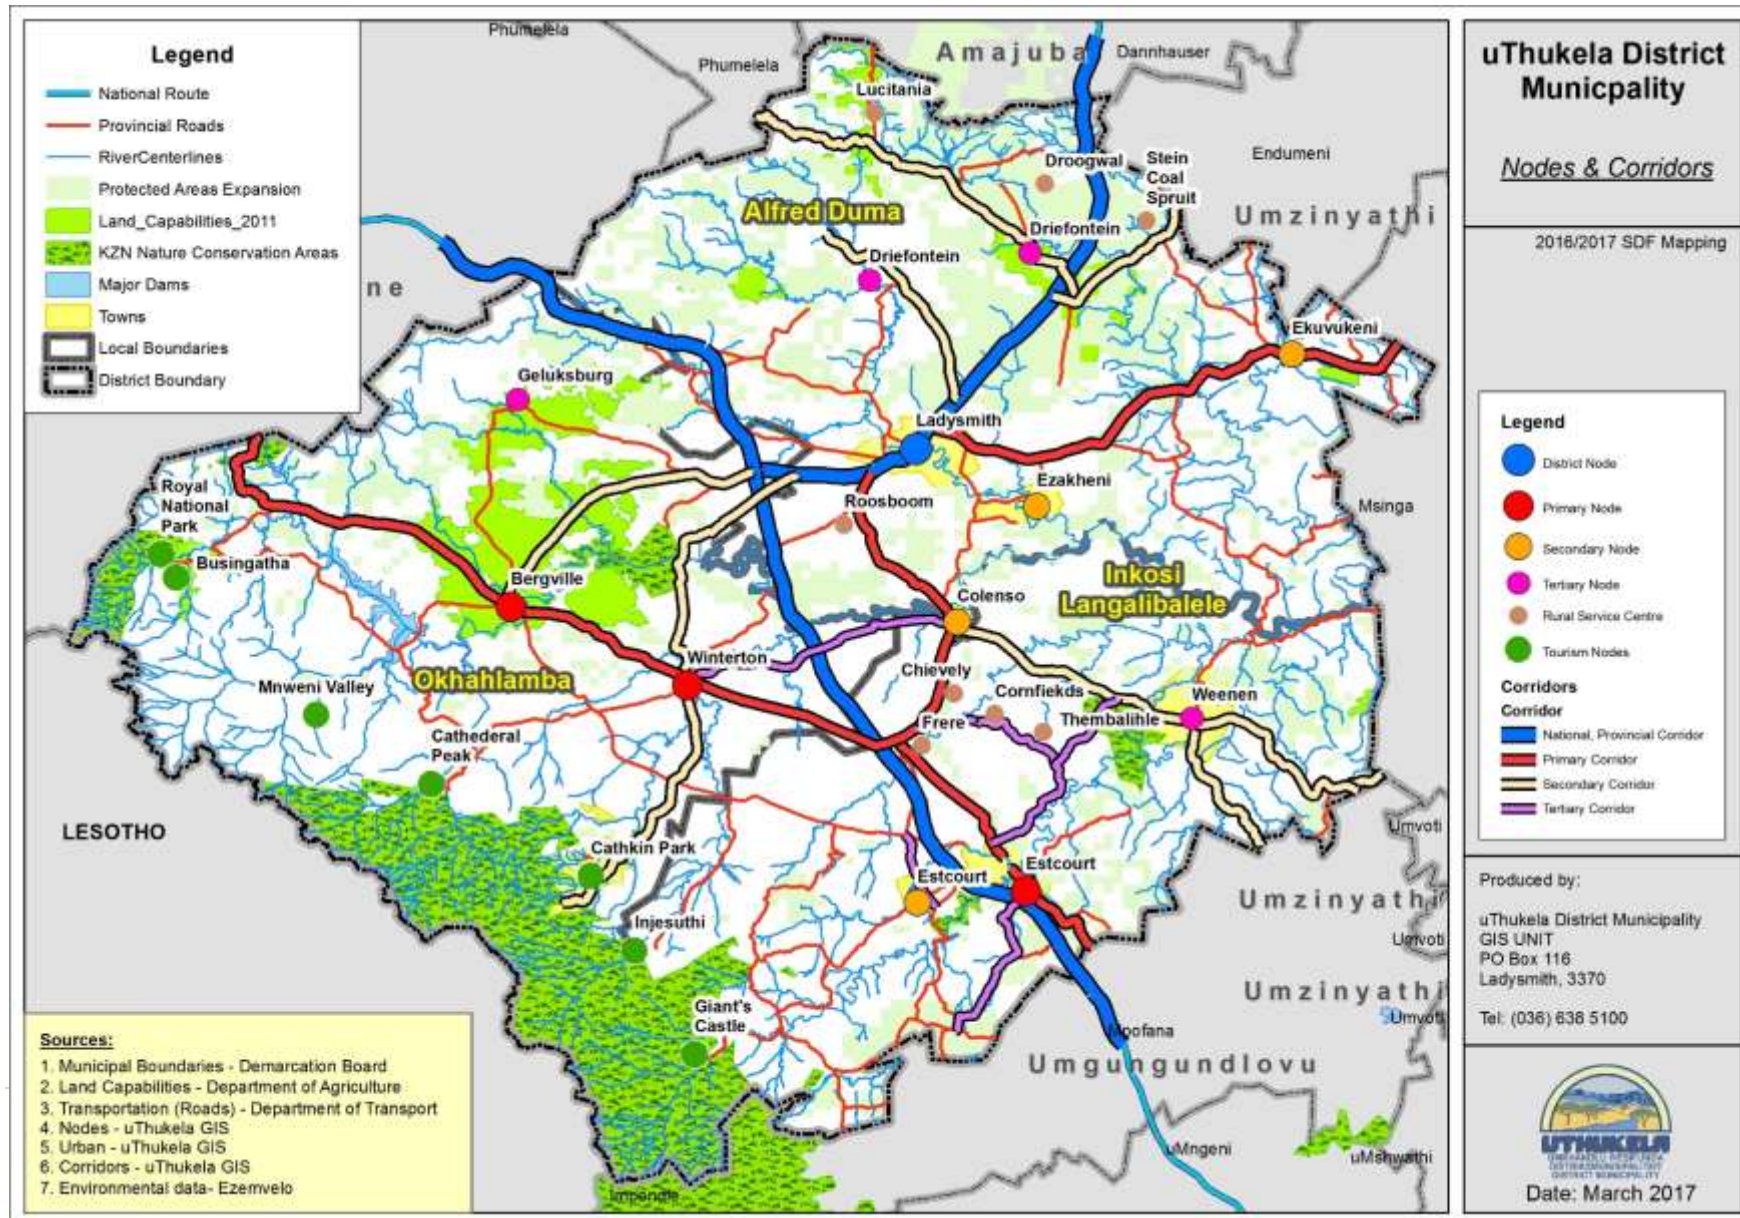 Legend
National Route
Provincial Roads
RiverCenterlines
Protected Areas Expansion
Land_Capabilities_2011
KZN Nature Conservation Areas
Major Dams
Towns
Local Boundaries
District Boundary
Phumelela
Phumelela
Amajuba
Dannhauser
Lucitania
Endumeni
Droogwal
Stein
Coal
Spruit
Umzinyathi
Alfred Duma
Driefontein
Driefontein
ne
Ekuvukeni
Geluksburg
Ladysmith
Ezakheni
Royal
National
Park
Roosboom
Msinga
Busingatha
Bergville
Inkosi
Langalibalele
Colenso
Winterton
Okhahlamba
Chievely
Mnweni Valley
Cornfiekds
Weenen
Frere
Thembalihle
Cathederal
Peak
LESOTHO
Umvoti
Cathkin Park
Estcourt
Estcourt
Umzinyathi
Injesuthi
Umvoti
Umzinyathi
Giant's
Castle
Umvoti
Moofana
Umgungundlovu
uMngeni
uMshwathi
Impendle
Sources:
1. Municipal Boundaries - Demarcation Board
2. Land Capabilities - Department of Agriculture
3. Transportation (Roads) - Department of Transport
4. Nodes - uThukela GIS
5. Urban - uThukela GIS
6. Corridors - uThukela GIS
7. Environmental data- Ezemvelo
uThukela District
Municpality
Nodes & Corridors
2016/2017 SDF Mapping
Legend
District Node
Primary Node
Secondary Node
Tertiary Node
Rural Service Centre
Tourism Nodes
Corridors
Corridor
National, Provincial Corridor
Primary Corridor
Secondary Corridor
Tertiary Corridor
Produced by:
uThukela District Municipality
GIS UNIT
PO Box 116
Ladysmith, 3370
Tel: (036) 638 5100
UTHUKELA
DISTRICT MUNICIPALITY
Date: March 2017